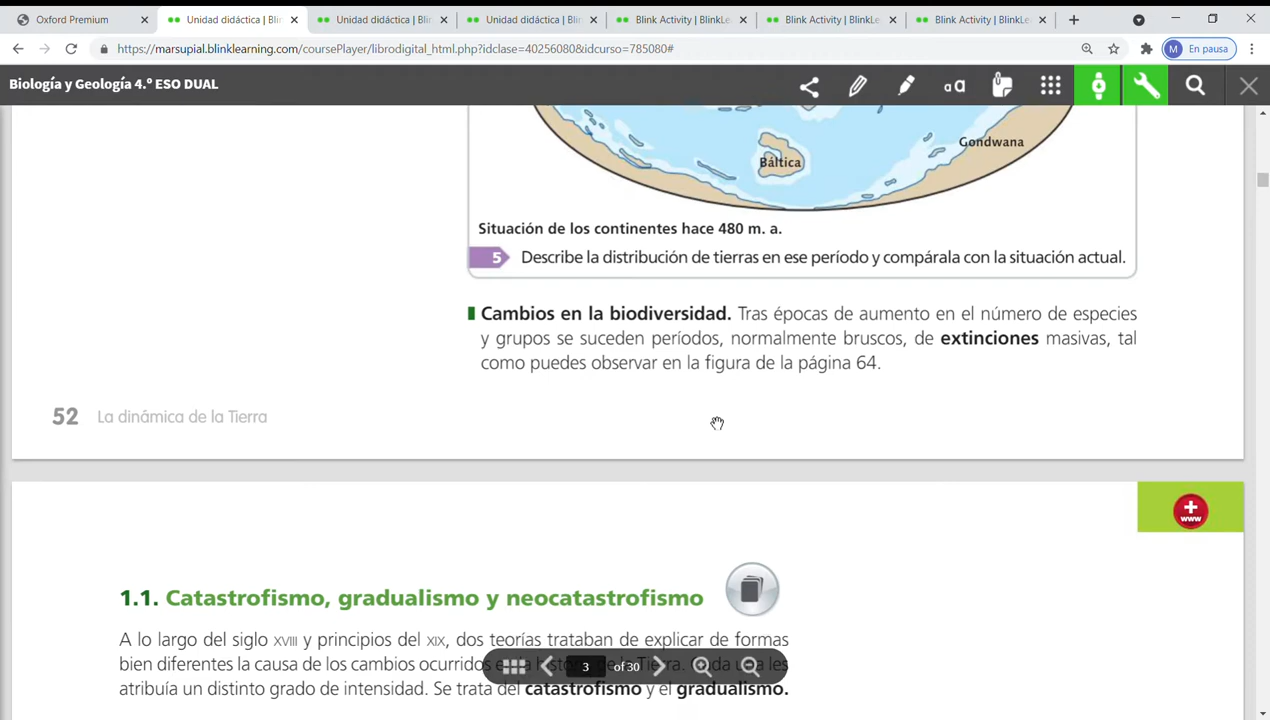 Oxford Premium
Unidad didáctica | Bli
Unidad didáctica | Bli
Unidad didáctica | Bli
Blink Activity | BlinkLe
Blink Activity | BlinkLe
Blink Activity | BlinkLe
https://marsupial.blinklearning.com/coursePlayer/librodigital_html.php?idclase=40256080&idcurso=785080#
M
En pausa
Biología y Geología 4.º ESO DUAL
aa
Gondwana
Báltica
Situación de los continentes hace 480 m. a.
5 Describe la distribución de tierras en ese período y compárala con la situación actual.
Cambios en la biodiversidad. Tras épocas de aumento en el número de especies
y grupos se suceden períodos, normalmente bruscos, de extinciones masivas, tal
como puedes observar en la figura de la página 64.
52 La dinámica de la Tierra
www
1.1. Catastrofismo, gradualismo y neocatastrofismo
A lo largo del siglo XVIII y principios del XIX, dos teorías trataban de explicar de formas
bien diferentes la causa de los cambios ocurridos
les
3 of 30
atribuía un distinto grado de intensidad. Se trata del catastrofismo y el gradualismo.